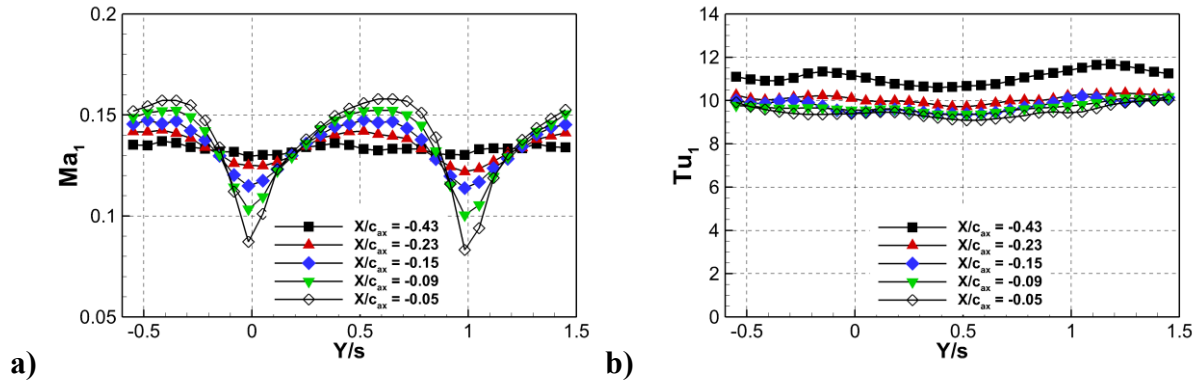 0.2
0.15
0.1
0.05
Ma1
-0.5 0 0.5 1 1.5
Y/s
X/cax = -0.43
X/cax = -0.23
X/cax = -0.15
X/cax = -0.09
X/cax = -0.05
a)
14
12
10
8
6
4
2
0
Tu1
-0.5 0 0.5 1 1.5
Y/s
X/cax = -0.43
X/cax = -0.23
X/cax = -0.15
X/cax = -0.09
X/cax = -0.05
b)